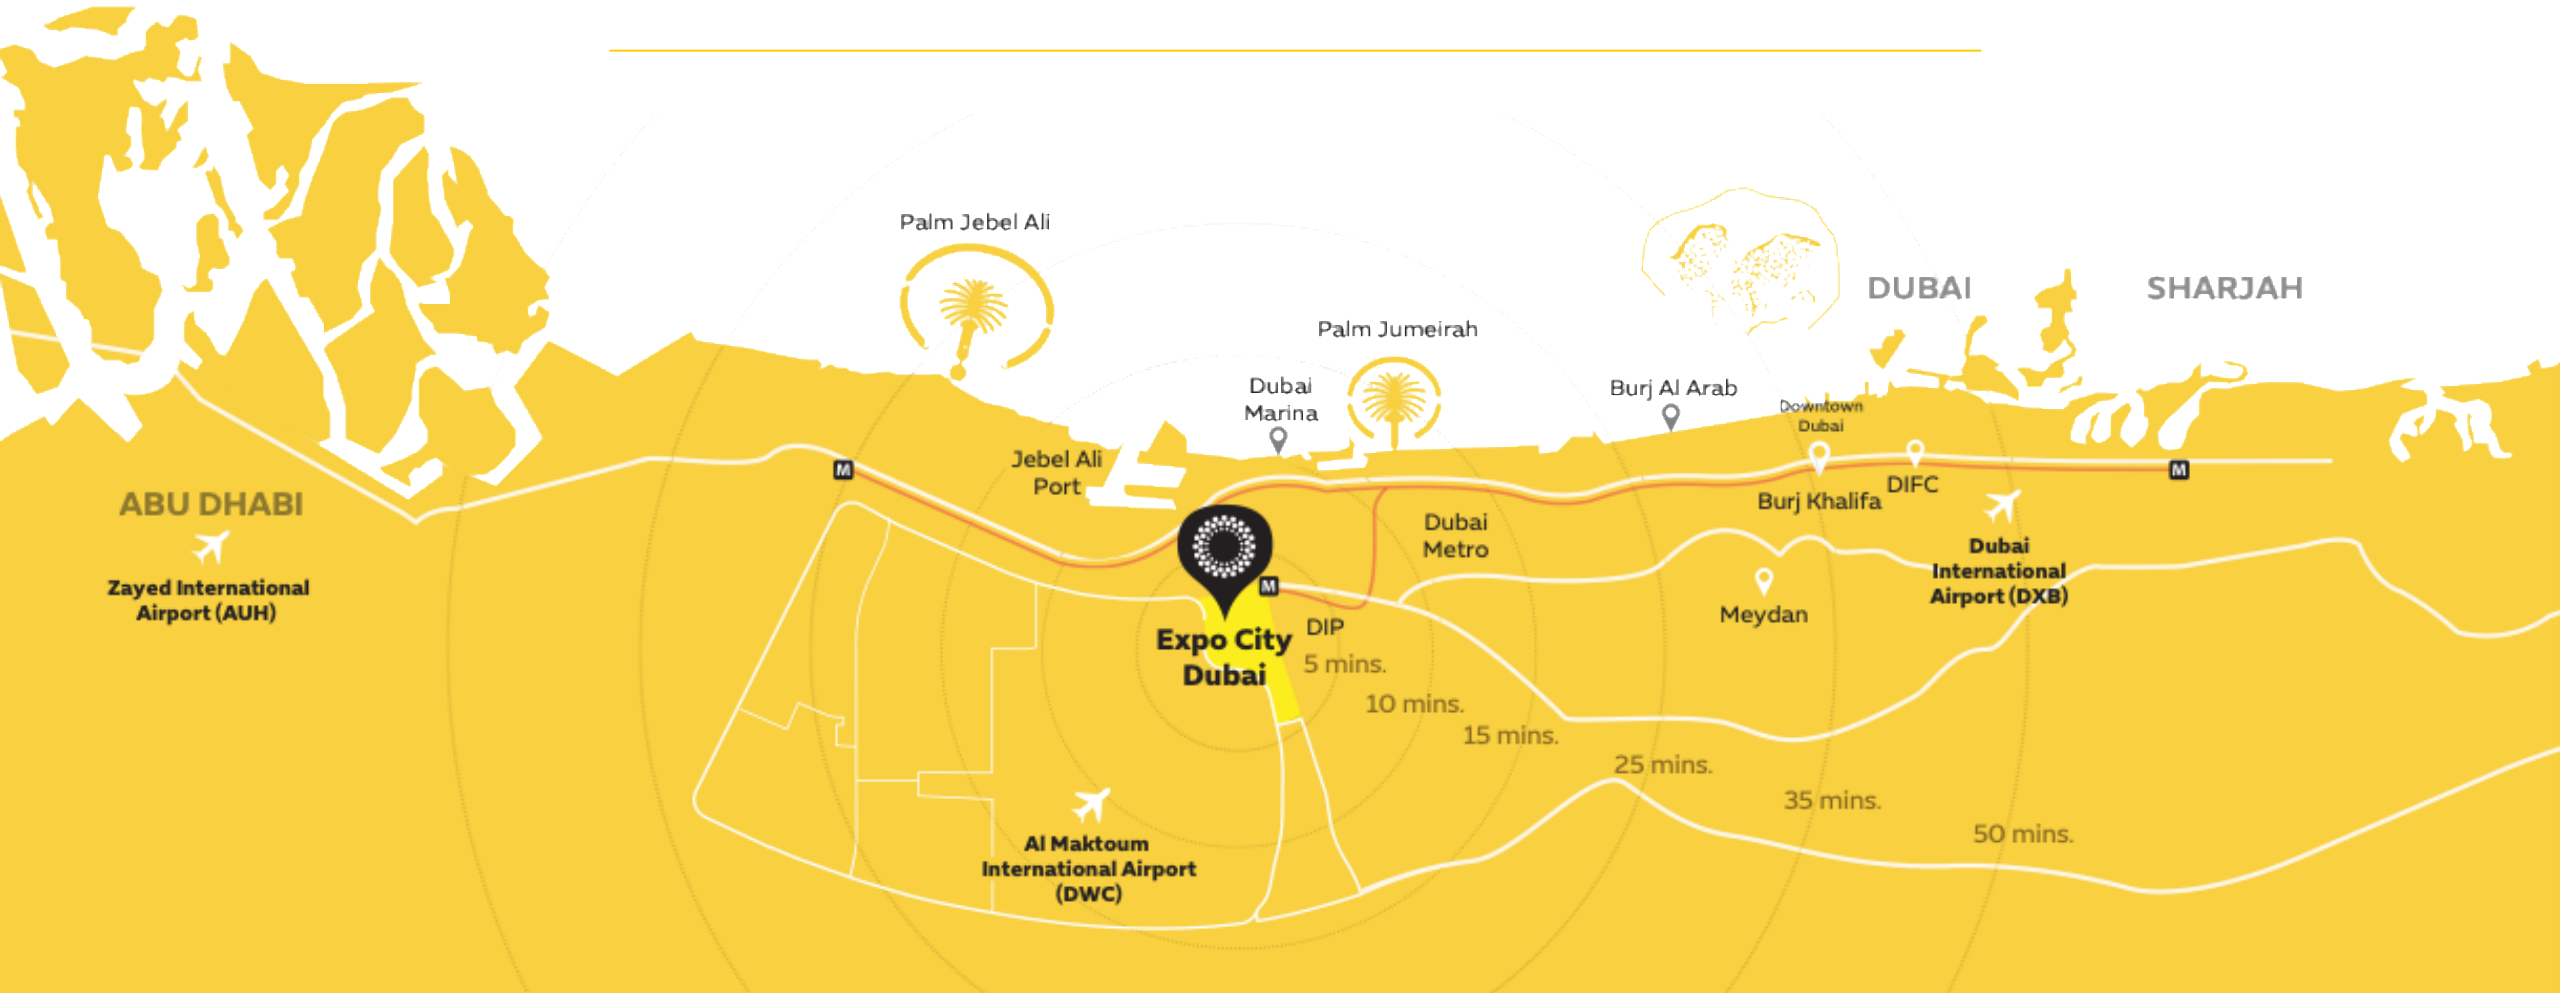 Palm Jebel Ali
DUBAI
SHARJAH
Palm Jumeirah
Dubai
Marina
Burj Al Arab
Downtown
Dubai
Jebel Ali
Port
M
M
ABU DHABI
Burj Khalifa
DIFC
Dubai
Metro
Zayed International
Airport (AUH)
Dubai
International
Airport (DXB)
M
Meydan
Expo City
Dubai
DIP
5 mins.
10 mins.
15 mins.
25 mins.
35 mins.
50 mins.
Al Maktoum
International Airport
(DWC)